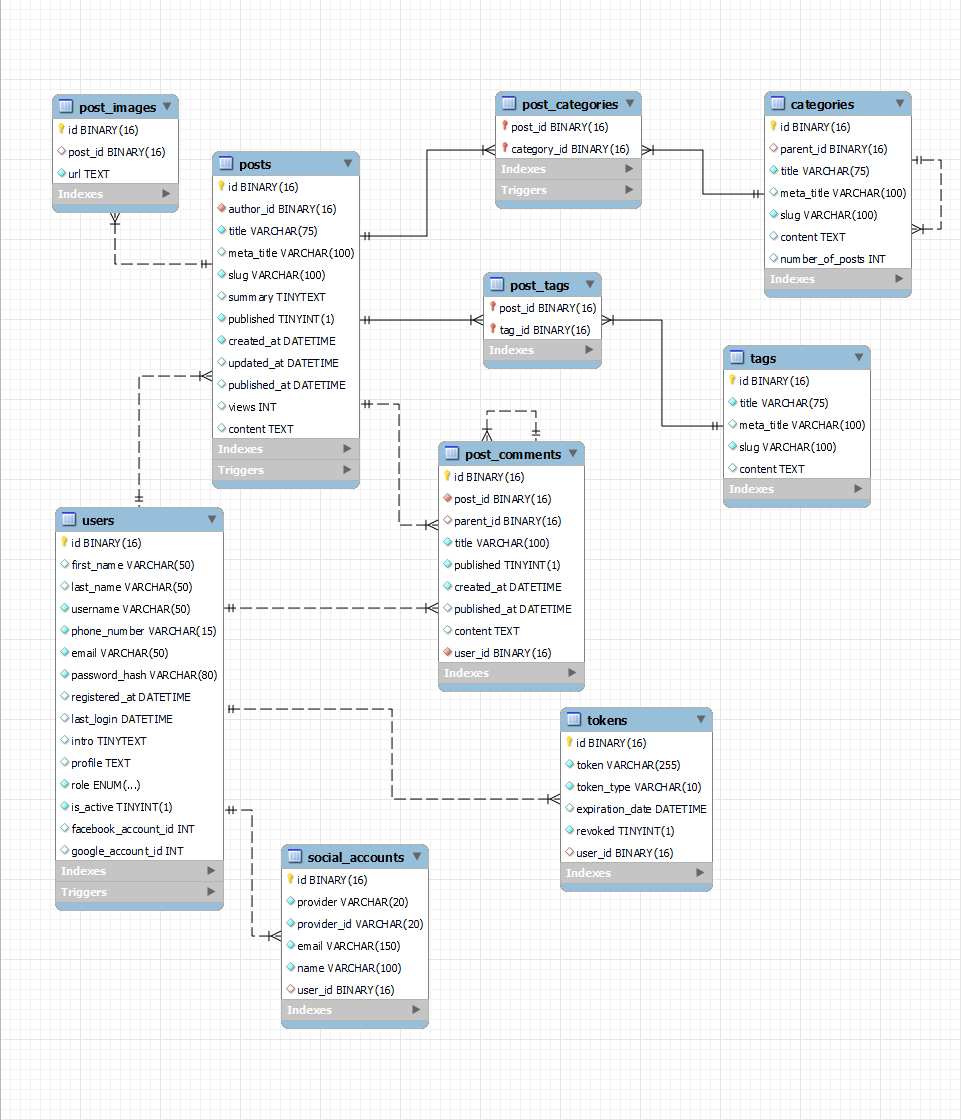 post_images
id BINARY(16)
post_id BINARY(16)
url TEXT
Indexes
posts
id BINARY(16)
author_id BINARY(16)
title VARCHAR(75)
meta_title VARCHAR(100)
slug VARCHAR(100)
summary TINYTEXT
published TINYINT(1)
created_at DATETIME
updated_at DATETIME
published_at DATETIME
views INT
content TEXT
Indexes
Triggers
post_categories
post_id BINARY(16)
category_id BINARY(16)
Indexes
Triggers
categories
id BINARY(16)
parent_id BINARY(16)
title VARCHAR(75)
meta_title VARCHAR(100)
slug VARCHAR(100)
content TEXT
number_of_posts INT
Indexes
post_tags
post_id BINARY(16)
tag_id BINARY(16)
Indexes
tags
id BINARY(16)
title VARCHAR(75)
meta_title VARCHAR(100)
slug VARCHAR(100)
content TEXT
Indexes
post_comments
id BINARY(16)
post_id BINARY(16)
parent_id BINARY(16)
title VARCHAR(100)
published TINYINT(1)
created_at DATETIME
published_at DATETIME
content TEXT
user_id BINARY(16)
Indexes
users
id BINARY(16)
first_name VARCHAR(50)
last_name VARCHAR(50)
username VARCHAR(50)
phone_number VARCHAR(15)
email VARCHAR(50)
password_hash VARCHAR(80)
registered_at DATETIME
last_login DATETIME
intro TINYTEXT
profile TEXT
role ENUM(...)
is_active TINYINT(1)
facebook_account_id INT
google_account_id INT
Indexes
Triggers
tokens
id BINARY(16)
token VARCHAR(255)
token_type VARCHAR(10)
expiration_date DATETIME
revoked TINYINT(1)
user_id BINARY(16)
Indexes
social_accounts
id BINARY(16)
provider VARCHAR(20)
provider_id VARCHAR(20)
email VARCHAR(150)
name VARCHAR(100)
user_id BINARY(16)
Indexes